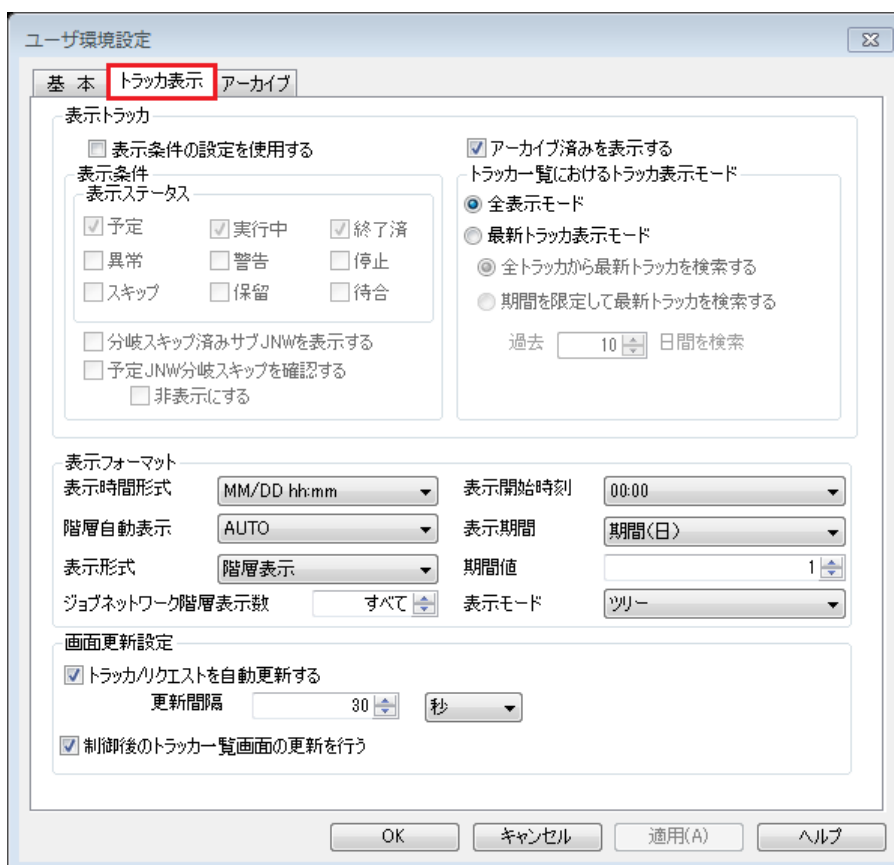 ユーザ環境設定
基 本 トラッカ表示 アーカイブ
表示トラッカ
表示条件の設定を使用する
表示条件
表示ステータス
予定 実行中 終了済
異常 警告 停止
スキップ 保留 待合
分岐スキップ済みサブJNWを表示する
予定JNW分岐スキップを確認する
非表示にする
アーカイブ済みを表示する
トラッカ一覧におけるトラッカ表示モード
全表示モード
最新トラッカ表示モード
全トラッカから最新トラッカを検索する
期間を限定して最新トラッカを検索する
過去 10 日間を検索
表示フォーマット
表示時間形式 MM/DD hh:mm 表示開始時刻 00:00
階層自動表示 AUTO 表示期間 期間(日)
表示形式 階層表示 期間値 1
ジョブネットワーク階層表示数 すべて 表示モード ツリー
画面更新設定
トラッカ/リクエストを自動更新する
更新間隔 30 秒
制御後のトラッカ一覧画面の更新を行う
OK キャンセル 適用(A) ヘルプ